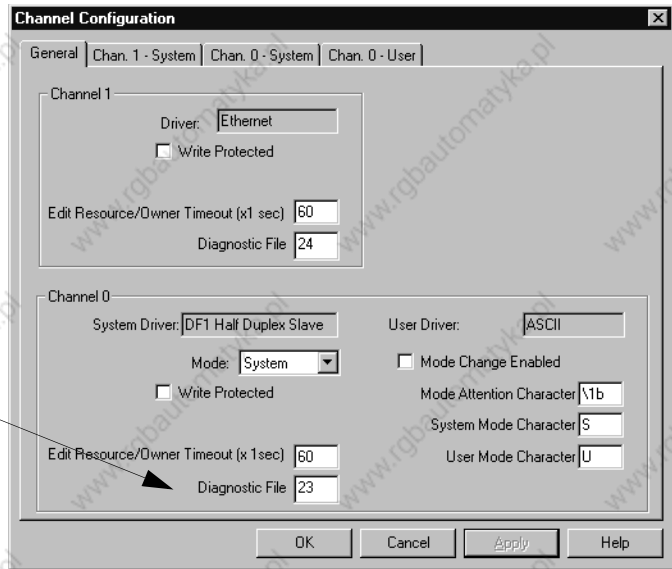 Channel Configuration
General
Chan. 1 - System
Chan. 0 - System
Chan. 0 - User
Channel 1
Driver: Ethernet
Write Protected
Edit Resource/Owner Timeout (x1 sec) 60
Diagnostic File 24
Channel 0
System Driver: DF1 Half Duplex Slave
User Driver: ASCII
Mode: System
Mode Change Enabled
Write Protected
Mode Attention Character \1b
System Mode Character S
Edit Resource/Owner Timeout (x 1sec) 60
User Mode Character U
Diagnostic File 23
OK
Cancel
Apply
Help
www.rgbautomatyka.pl